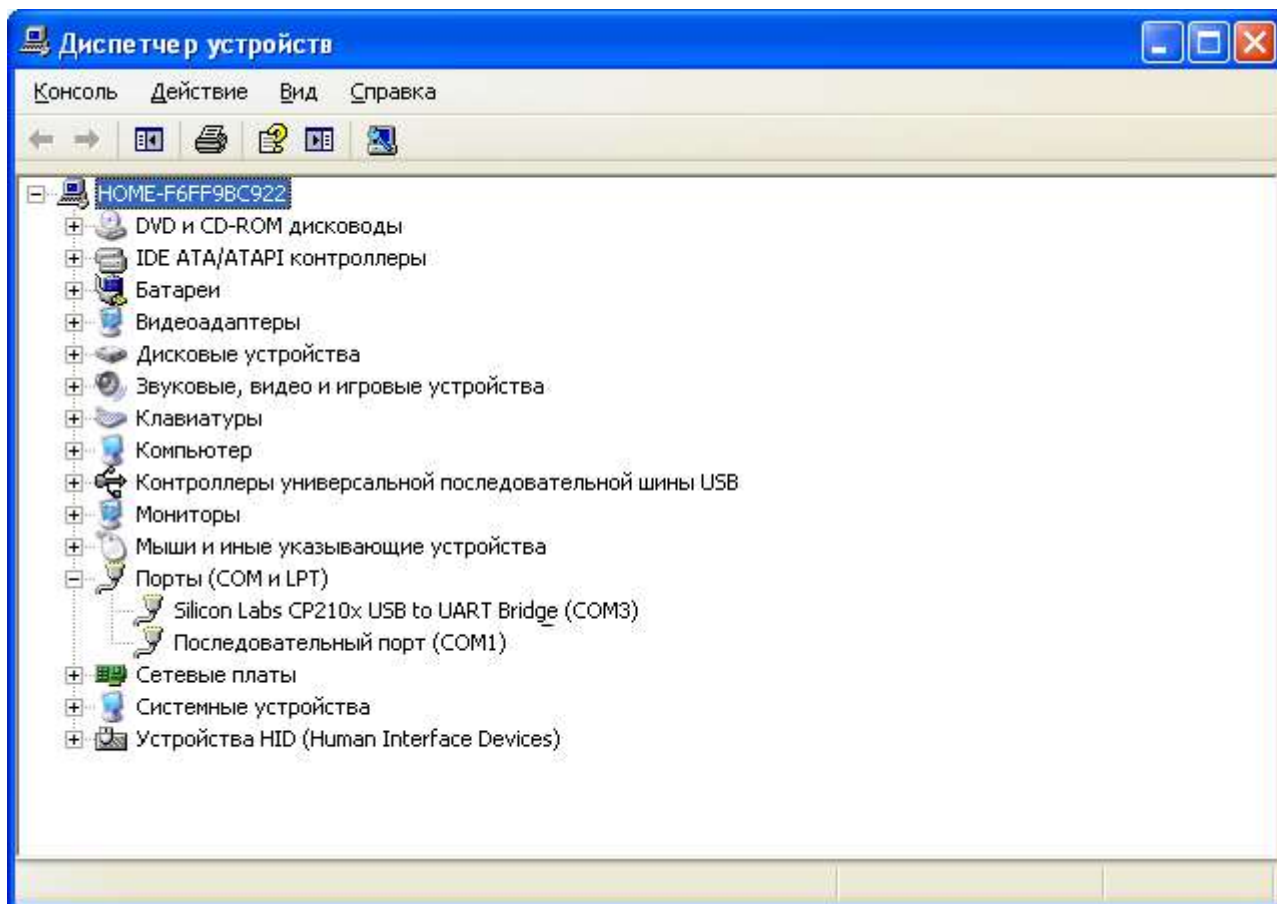 Диспетчер устройств
Консоль Действие Вид Справка
HOME-F6FF9BC922
DVD и CD-ROM дисководы
IDE ATA/ATAPI контроллеры
Батареи
Видеоадаптеры
Дисковые устройства
Звуковые, видео и игровые устройства
Клавиатуры
Компьютер
Контроллеры универсальной последовательной шины USB
Мониторы
Мыши и иные указывающие устройства
Порты (COM и LPT)
Silicon Labs CP210x USB to UART Bridge (COM3)
Последовательный порт (COM1)
Сетевые платы
Системные устройства
Устройства HID (Human Interface Devices)